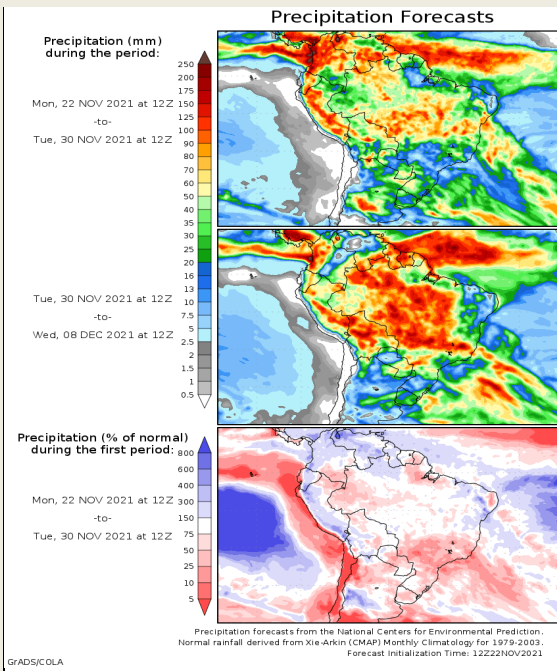 Precipitation Forecasts
Precipitation (mm)
during the period:
Mon, 22 NOV 2021 at 12Z
-to-
Tue, 30 NOV 2021 at 12Z
250
200
175
150
125
100
90
80
70
60
50
40
35
30
25
20
16
13
10
7.5
5
2.5
2
1.5
1
0.5
Tue, 30 NOV 2021 at 12Z
-to-
Wed, 08 DEC 2021 at 12Z
Precipitation (% of normal)
during the first period:
Mon, 22 NOV 2021 at 12Z
-to-
Tue, 30 NOV 2021 at 12Z
800
600
400
300
150
75
50
25
10
5
Precipitation forecasts from the National Centers for Environmental Prediction.
Normal rainfall derived from Xie-Arkin (CMAP) Monthly Climatology for 1979-2003.
Forecast Initialization Time: 12Z22NOV2021
GrADS/COLA